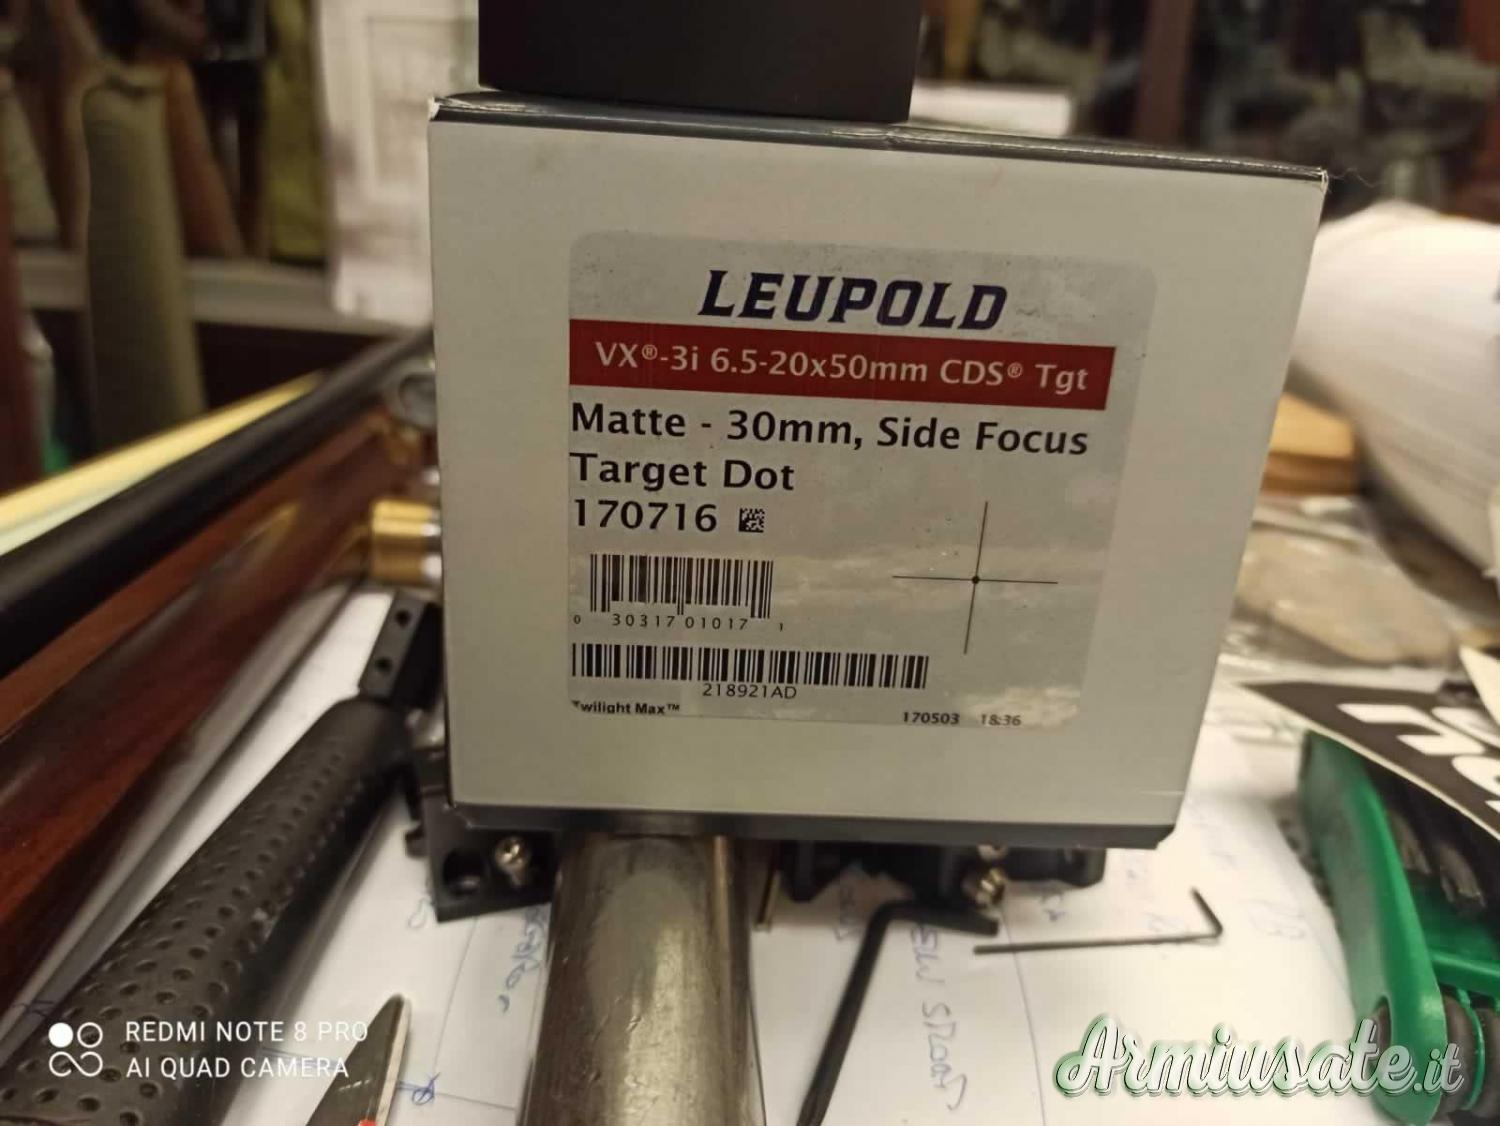 LEUPOLD
VX®-3i 6.5-20x50mm CDS® Tgt
Matte - 30mm, Side Focus
Target Dot
170716
0 30317 01017 1
218921AD
Twilight Max™
170503 18:36
REDMI NOTE 8 PRO
AI QUAD CAMERA
Armiusate.it